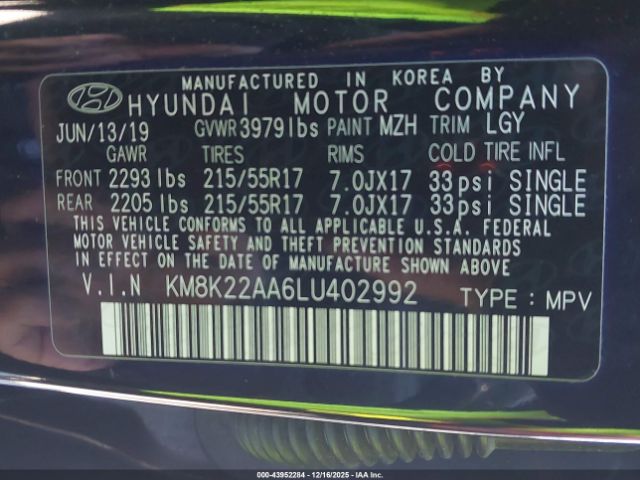 MANUFACTURED IN KOREA BY
HYUNDAI MOTOR COMPANY
JUN/13/19 GVWR 3979lbs PAINT MZH TRIM LGY
GAWR TIRES RIMS COLD TIRE INFL
FRONT 2293 lbs 215/55R17 7.0JX17 33psi SINGLE
REAR 2205 lbs 215/55R17 7.0JX17 33psi SINGLE
THIS VEHICLE CONFORMS TO ALL APPLICABLE U.S.A. FEDERAL
MOTOR VEHICLE SAFETY AND THEFT PREVENTION STANDARDS
IN EFFECT ON THE DATE OF MANUFACTURE SHOWN ABOVE.
V.I.N KM8K22AA6LU402992 TYPE : MPV
000-43952284 - 12/16/2025 - IAA, Inc.